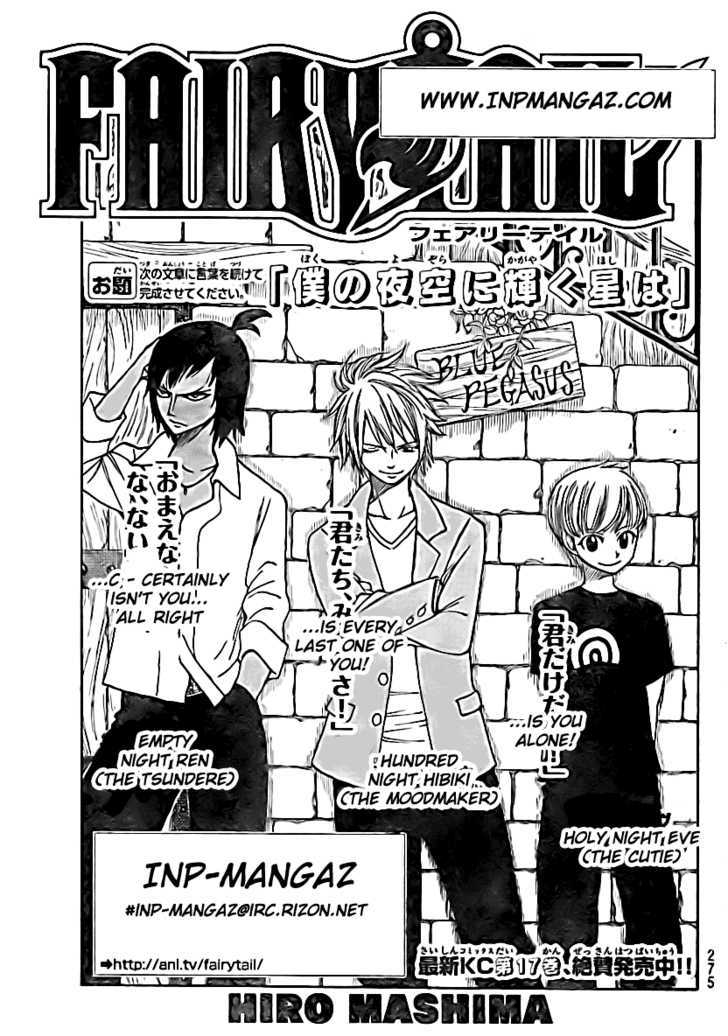 FAIRY TAIL
WWW.INPMANGAZ.COM
フェアリーテイル
お題
次の文章に言葉を続けて
完成させてください。
「僕の夜空に輝く星は」
BLUE
PEGASUS
「おまえな
ないない
...C - CERTAINLY
ISN'T YOU...
ALL RIGHT
「君たち、み
さ!」
...IS EVERY
LAST ONE OF
YOU!
「君だけだ
!」
...IS YOU
ALONE!
EMPTY
NIGHT REN
(THE TSUNDERE)
HUNDRED
NIGHT HIBIKI
(THE MOODMAKER)
HOLY NIGHT EVE
(THE CUTIE)
INP-MANGAZ
#INP-MANGAZ@IRC.RIZON.NET
➡http://anl.tv/fairytail/
最新KC第17巻、絶賛発売中!!
275
HIRO MASHIMA